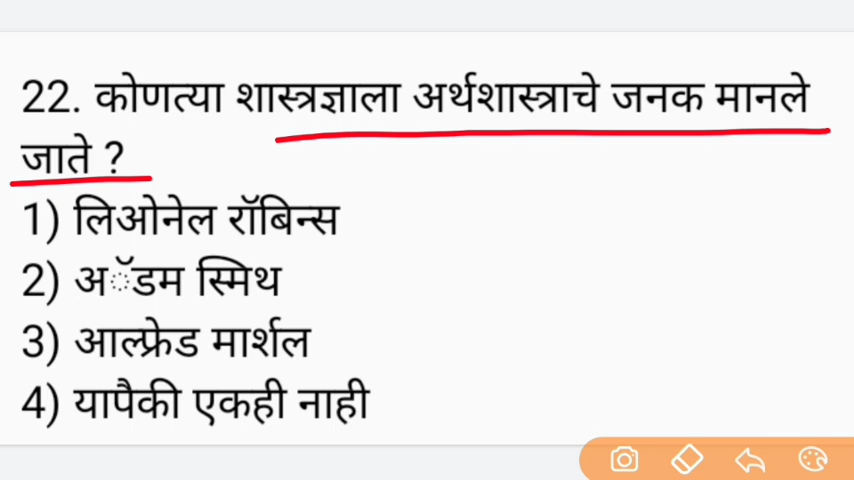 22. कोणत्या शास्त्रज्ञाला अर्थशास्त्राचे जनक मानले
जाते ?
1) लिओनेल रॉबिन्स
2) अॅडम स्मिथ
3) आल्फ्रेड मार्शल
4) यापैकी एकही नाही